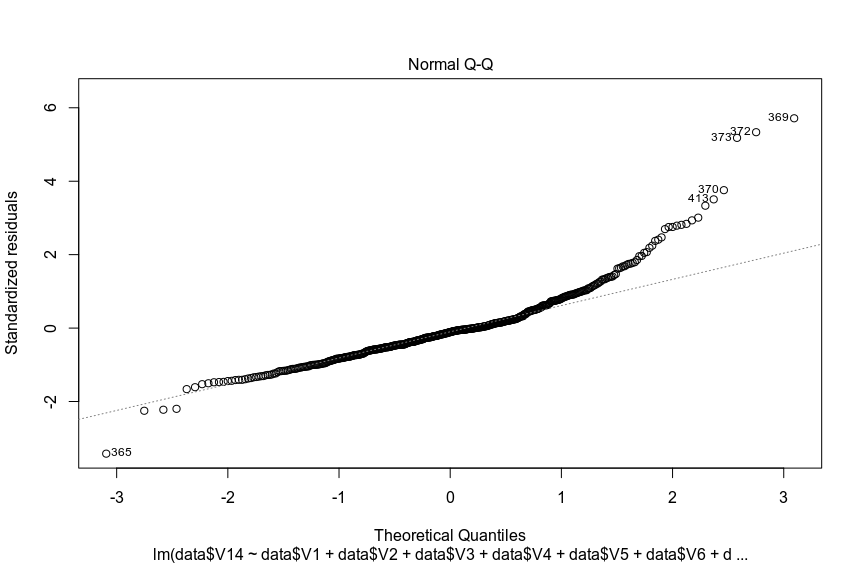 Normal Q-Q
Standardized residuals
6
4
2
0
-2
369
372
373
370
413
365
-3 -2 -1 0 1 2 3
Theoretical Quantiles
lm(data$V14 ~ data$V1 + data$V2 + data$V3 + data$V4 + data$V5 + data$V6 + d ...